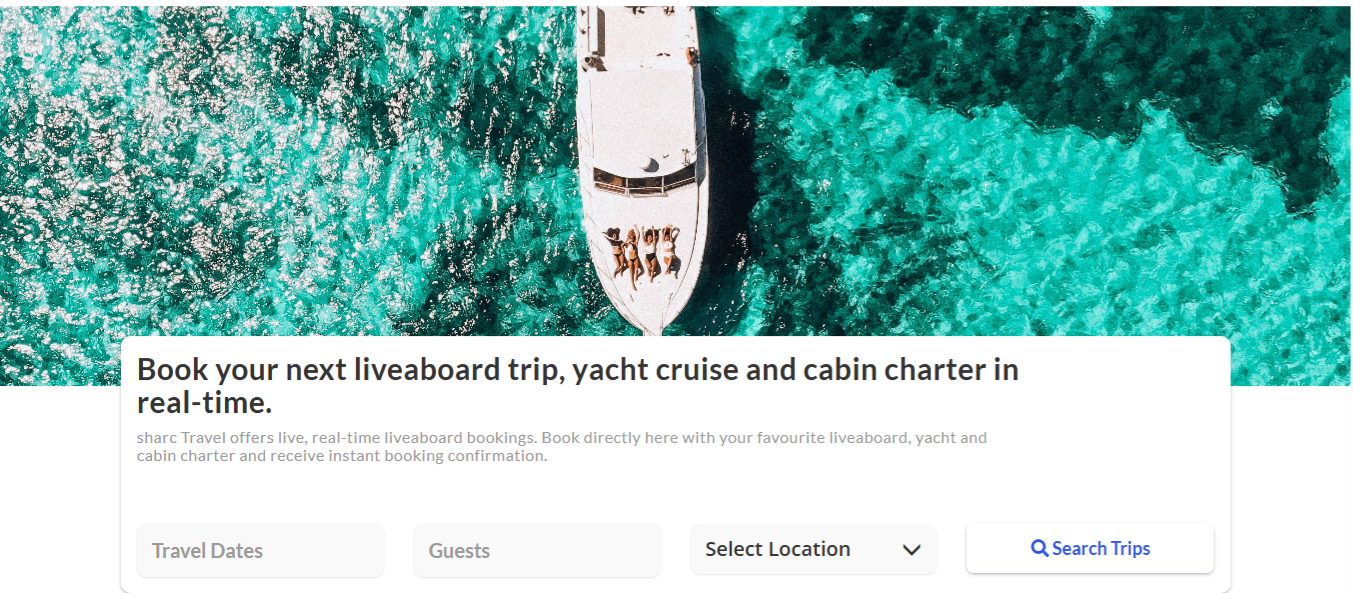 Book your next liveaboard trip, yacht cruise and cabin charter in
real-time.
sharc Travel offers live, real-time liveaboard bookings. Book directly here with your favourite liveaboard, yacht and
cabin charter and receive instant booking confirmation.
Travel Dates
Guests
Select Location
Search Trips